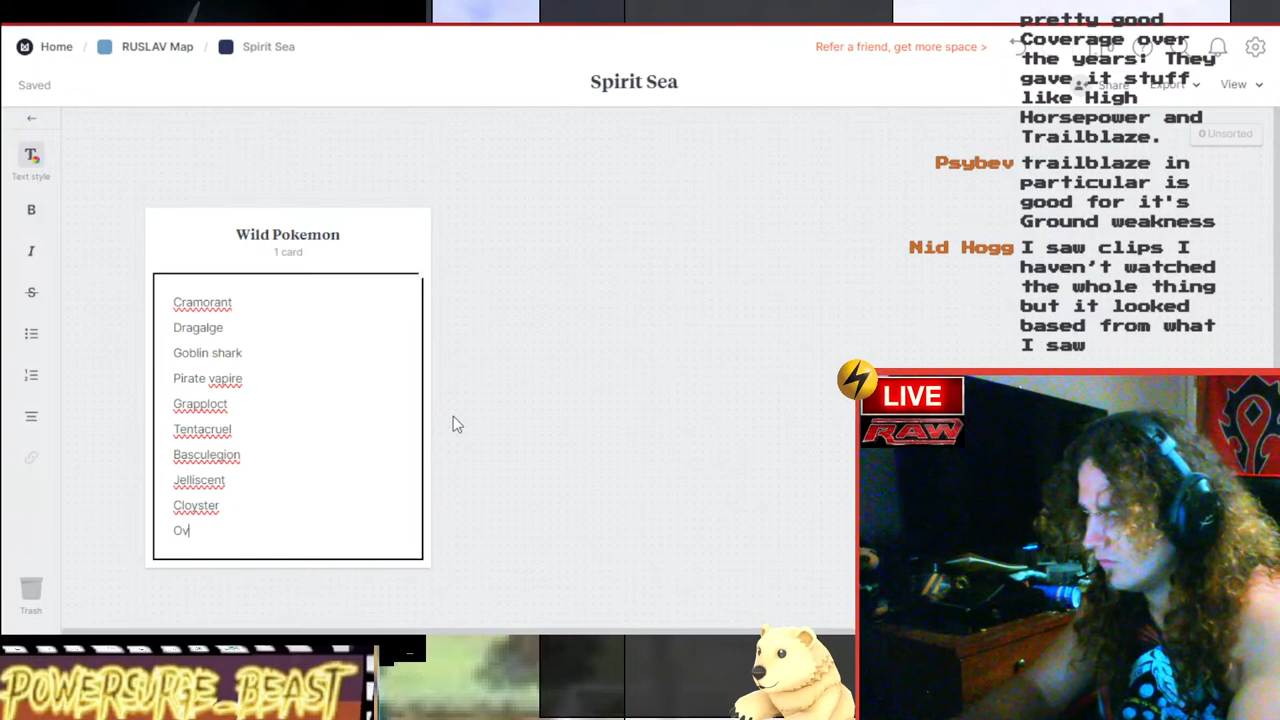 Home / RUSLAV Map / Spirit Sea
Refer a friend, get more space >
Saved
Spirit Sea
Share
Export
View
0 Unsorted
Text style
B
I
S
Trash
Wild Pokemon
1 card
Cramorant
Dragalge
Goblin shark
Pirate vapire
Grapploct
Tentacruel
Basculegion
Jelliscent
Cloyster
Ov
pretty good
Coverage over
the years: They
gave it stuff
like High
Horsepower and
Trailblaze.
Psybev trailblaze in
particular is
good for it's
Ground weakness
Nid Hogg I saw clips I
haven't watched
the whole thing
but it looked
based from what
I saw
LIVE
RAW
POWERSURGE_BEAST